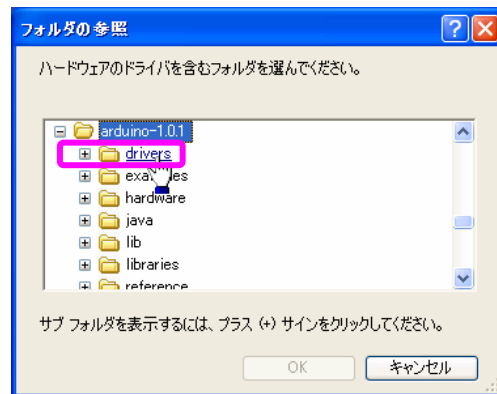 フォルダの参照
ハードウェアのドライバを含むフォルダを選んでください。
arduino-1.0.1
drivers
examples
hardware
java
lib
libraries
reference
サブ フォルダを表示するには、プラス (+) サインをクリックしてください。
OK
キャンセル